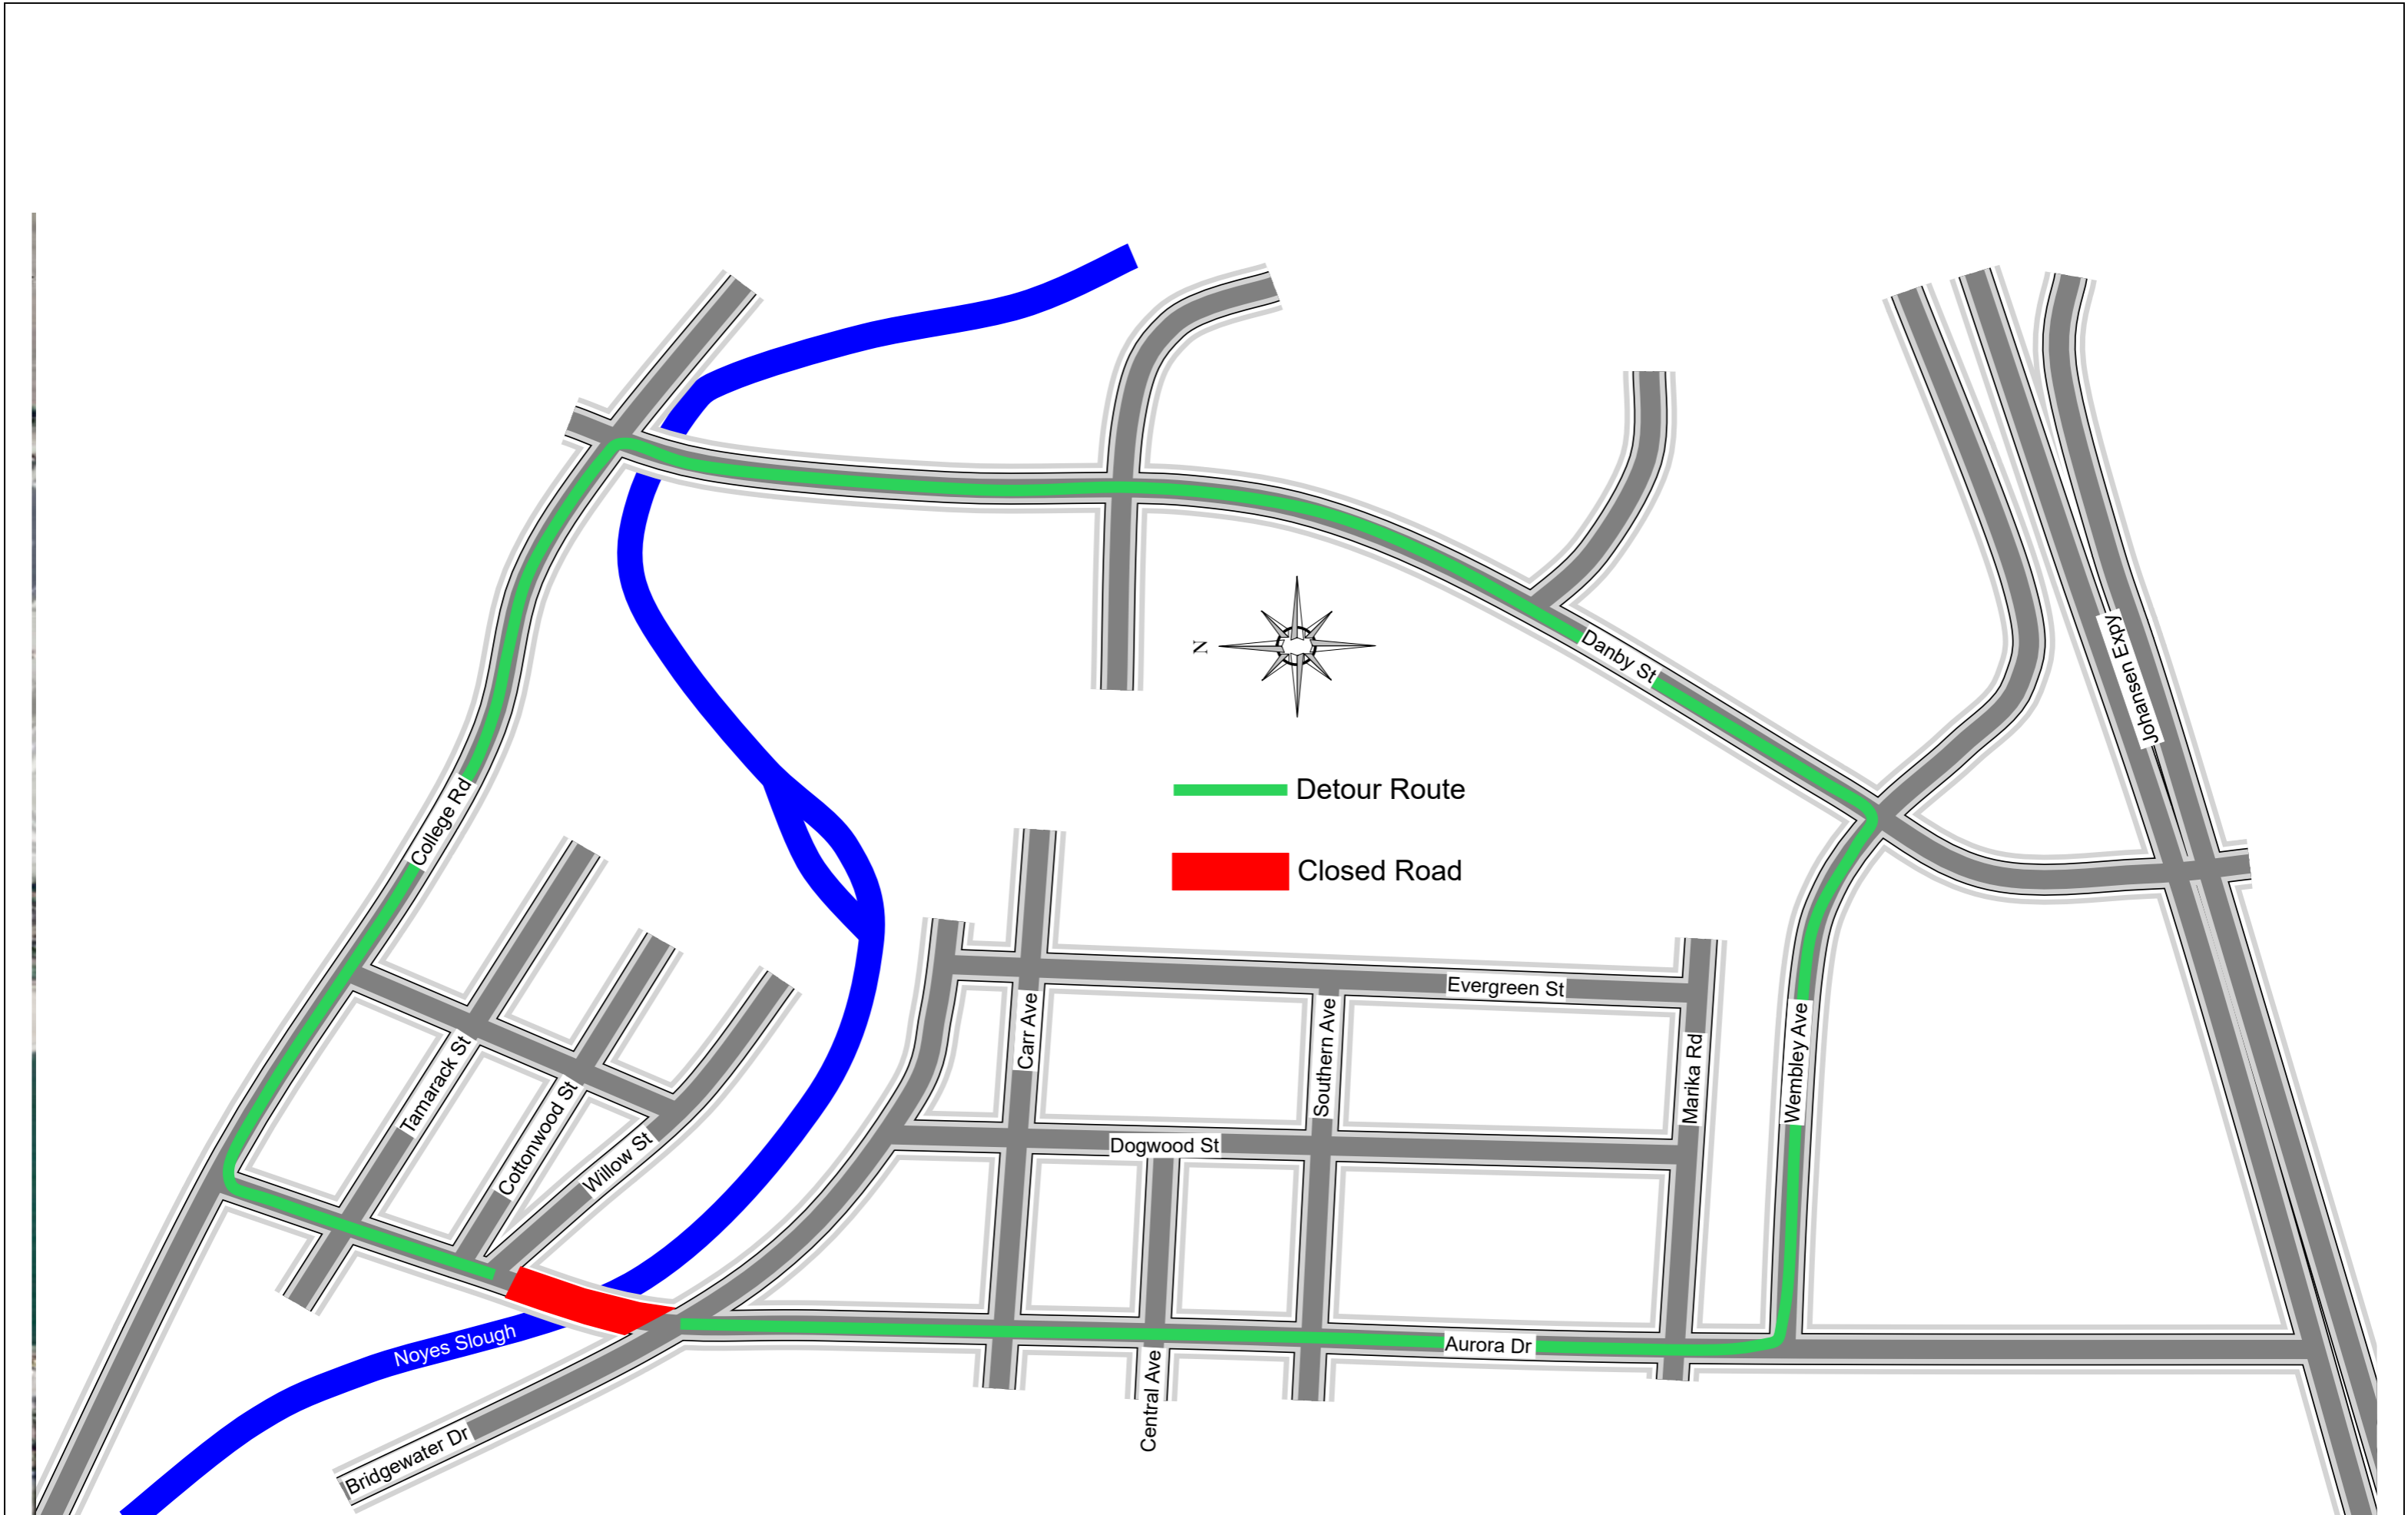 N
Danby St
Johansen Expy
Detour Route
College Rd
Closed Road
Evergreen St
Carr Ave
Southern Ave
Marika Rd
Wembley Ave
Tamarack St
Cottonwood St
Willow St
Dogwood St
Noyes Slough
Aurora Dr
Central Ave
Bridgewater Dr